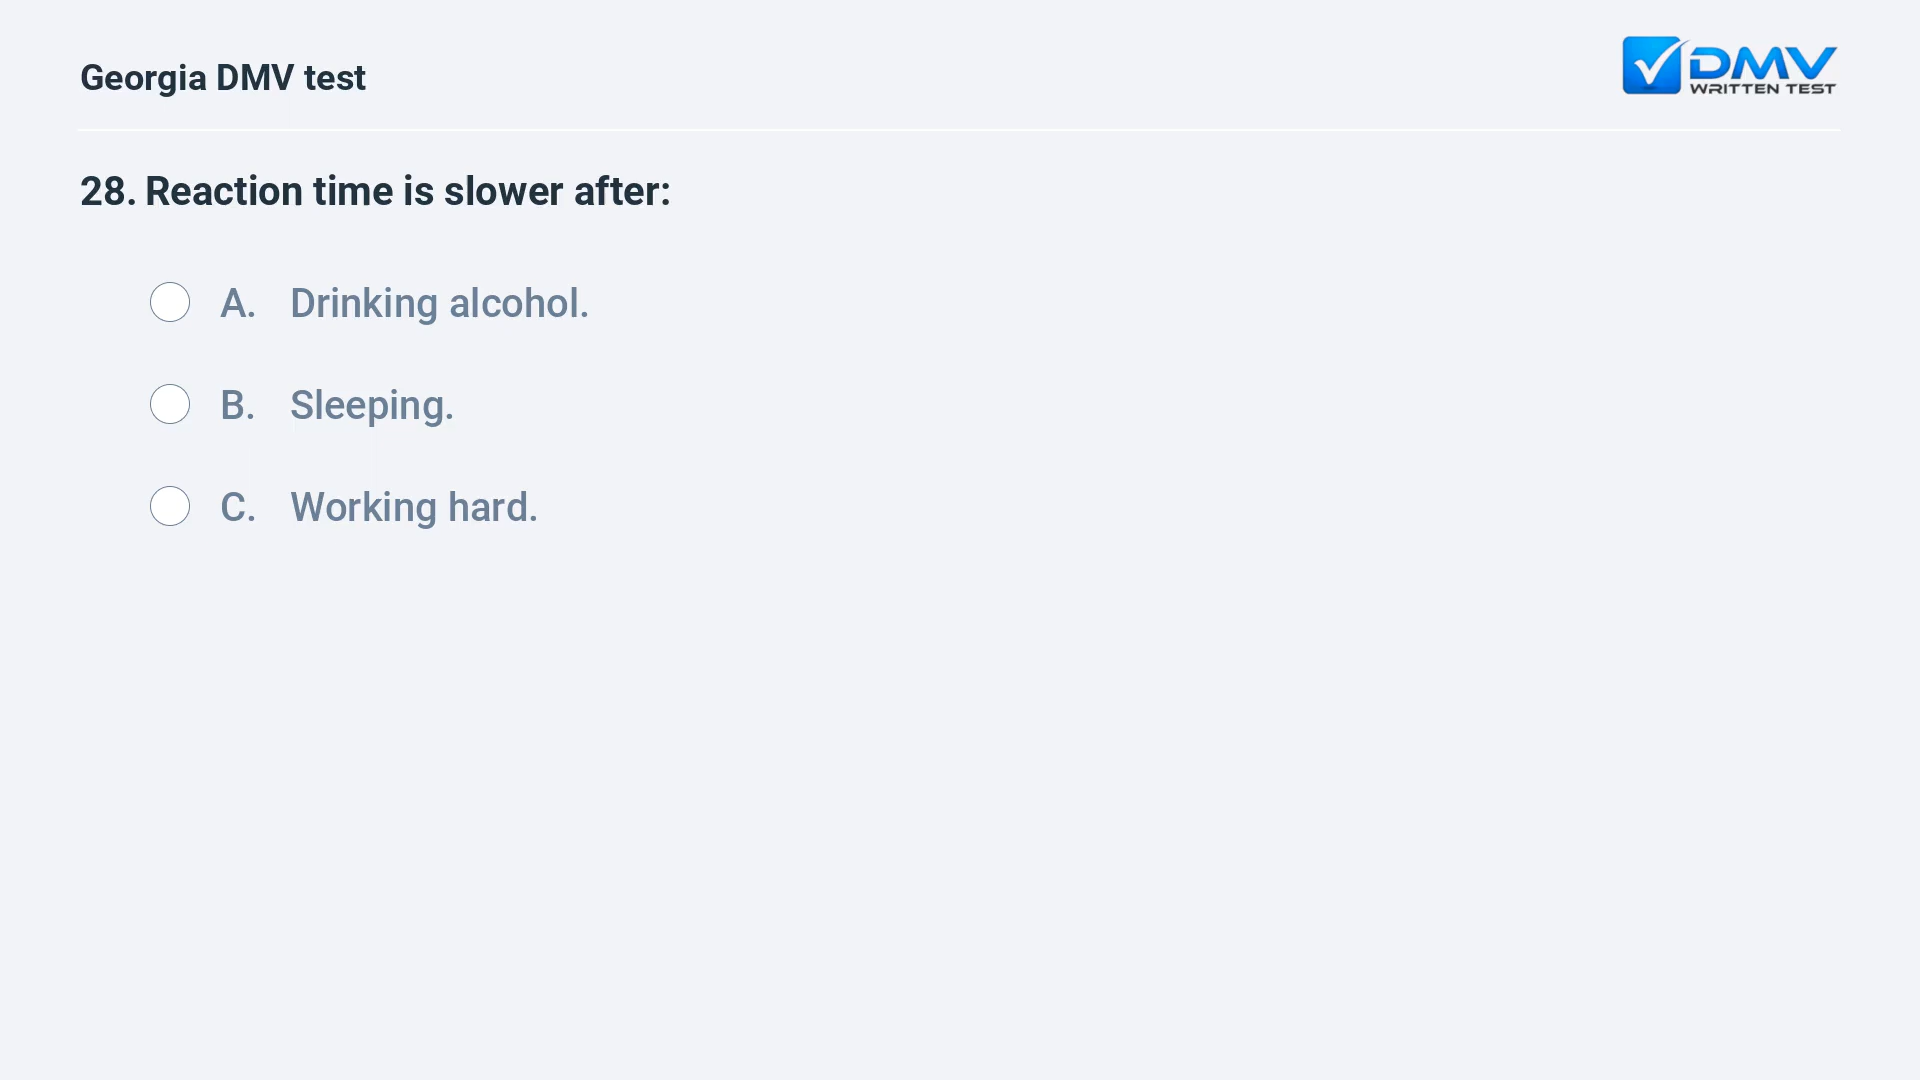 Georgia DMV test
DMV
WRITTEN TEST
28. Reaction time is slower after:
A. Drinking alcohol.
B. Sleeping.
C. Working hard.